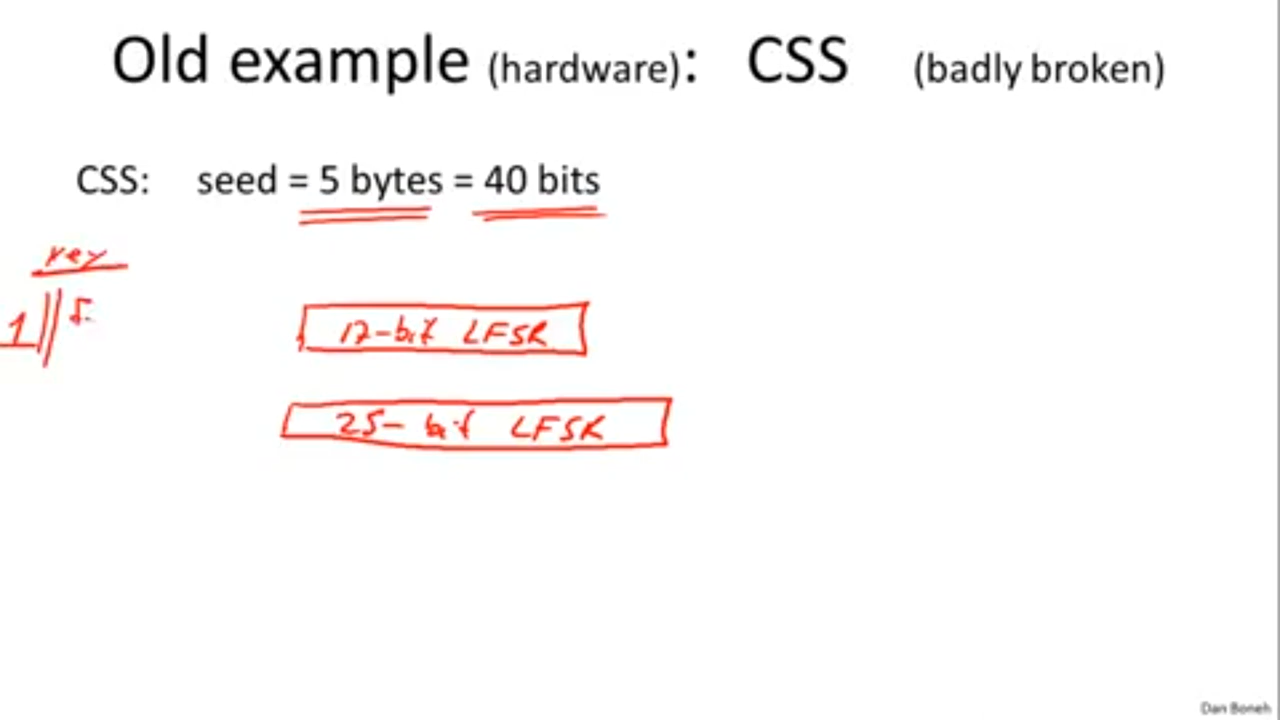 Old example (hardware): CSS (badly broken)
CSS: seed = 5 bytes = 40 bits
key
1 ||
17-bit LFSR
25-bit LFSR
Dan Boneh